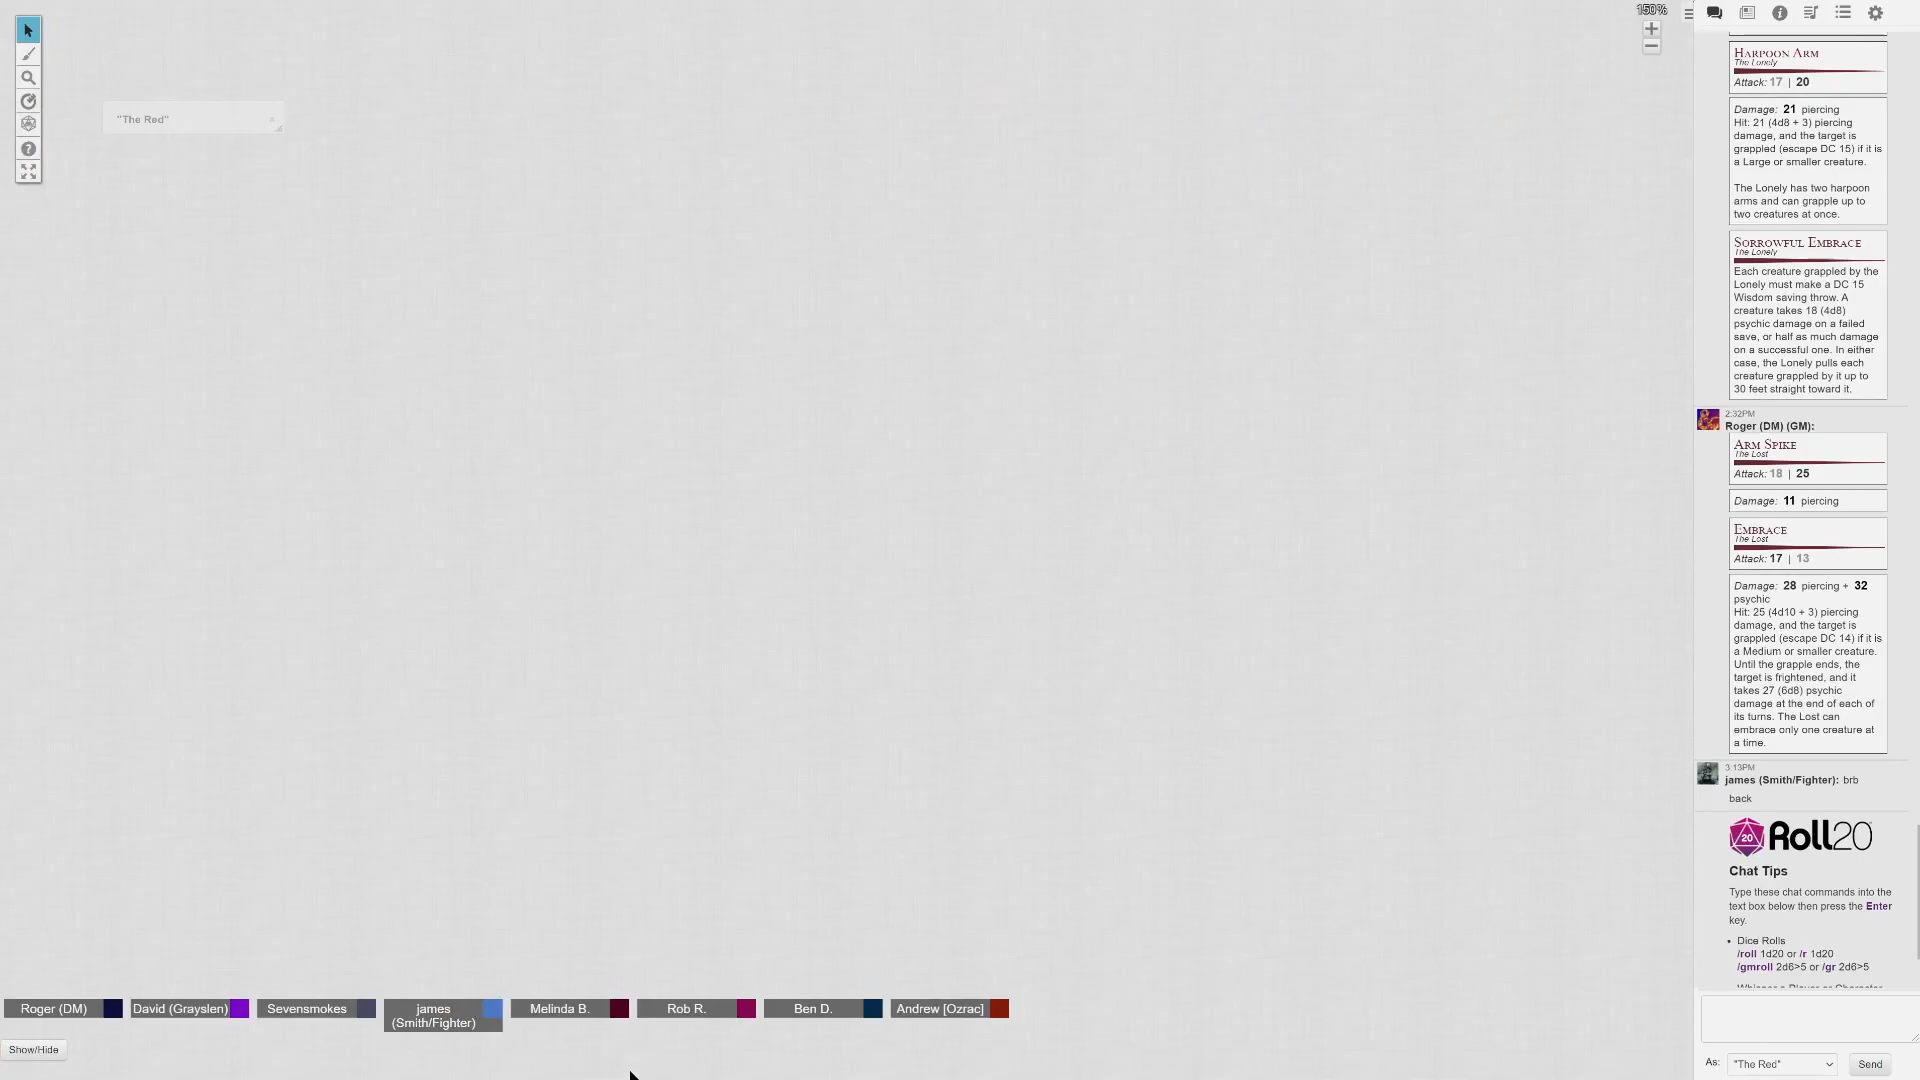 150%
"The Red"
Harpoon Arm
The Lonely
Attack: 17 | 20
Damage: 21 piercing
Hit: 21 (4d8 + 3) piercing
damage, and the target is
grappled (escape DC 15) if it is
a Large or smaller creature.
The Lonely has two harpoon
arms and can grapple up to
two creatures at once.
Sorrowful Embrace
The Lonely
Each creature grappled by the
Lonely must make a DC 15
Wisdom saving throw. A
creature takes 18 (4d8)
psychic damage on a failed
save, or half as much damage
on a successful one. In either
case, the Lonely pulls each
creature grappled by it up to
30 feet straight toward it.
2:32PM
Roger (DM) (GM):
Arm Spike
The Lost
Attack: 18 | 25
Damage: 11 piercing
Embrace
The Lost
Attack: 17 | 13
Damage: 28 piercing + 32
psychic
Hit: 25 (4d10 + 3) piercing
damage, and the target is
grappled (escape DC 14) if it is
a Medium or smaller creature.
Until the grapple ends, the
target is frightened, and it
takes 27 (6d8) psychic
damage at the end of each of
its turns. The Lost can
embrace only one creature at
a time.
3:13PM
james (Smith/Fighter): brb
back
20 Roll20
Chat Tips
Type these chat commands into the
text box below then press the Enter
key.
• Dice Rolls
/roll 1d20 or /r 1d20
/gmroll 2d6>5 or /gr 2d6>5
Whisper a Player or Character
Roger (DM)
David (Grayslen)
Sevensmokes
james
(Smith/Fighter)
Melinda B.
Rob R.
Ben D.
Andrew [Ozrac]
Show/Hide
As: "The Red" Send